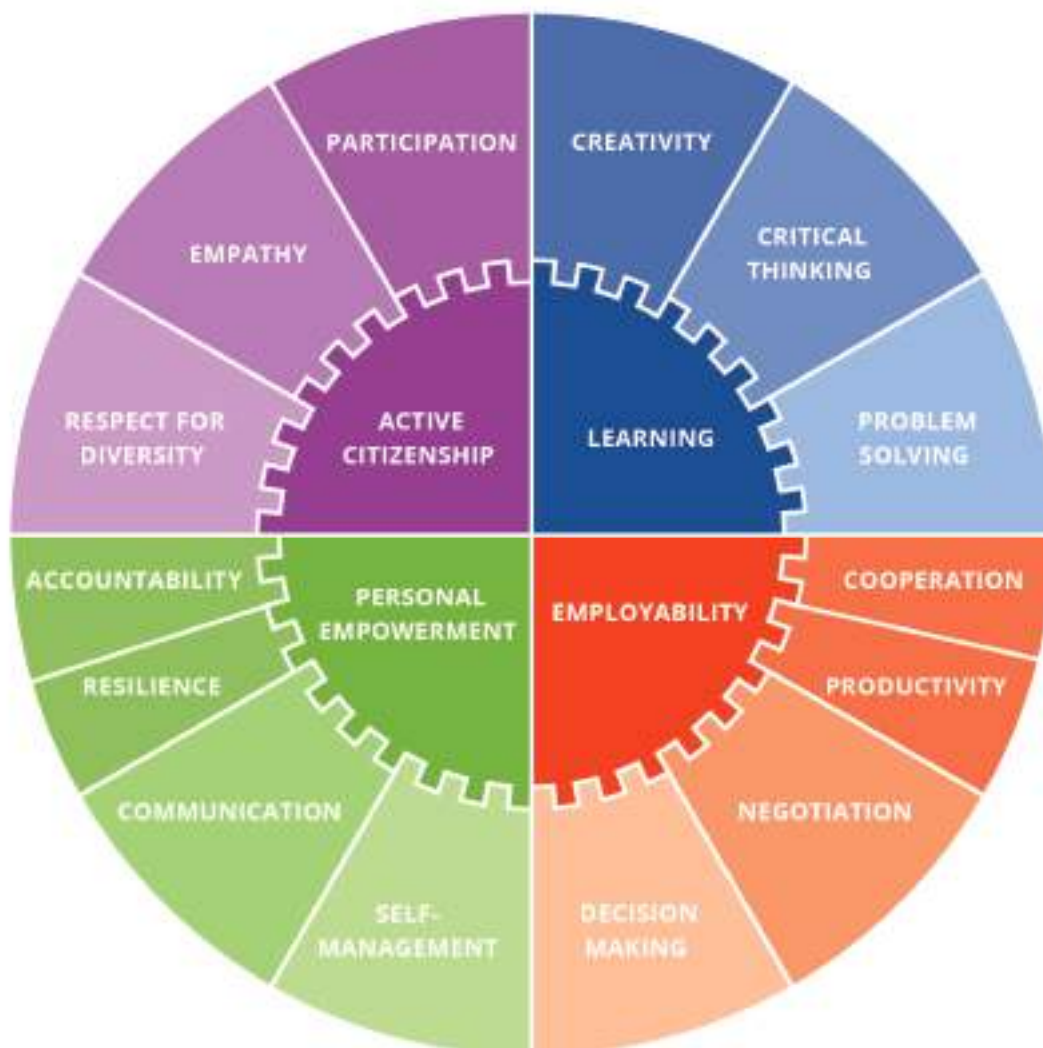 PARTICIPATION
CREATIVITY
CRITICAL
THINKING
EMPATHY
RESPECT FOR
DIVERSITY
ACTIVE
CITIZENSHIP
LEARNING
PROBLEM
SOLVING
ACCOUNTABILITY
PERSONAL
EMPOWERMENT
EMPLOYABILITY
COOPERATION
RESILIENCE
PRODUCTIVITY
COMMUNICATION
NEGOTIATION
SELF-
MANAGEMENT
DECISION
MAKING